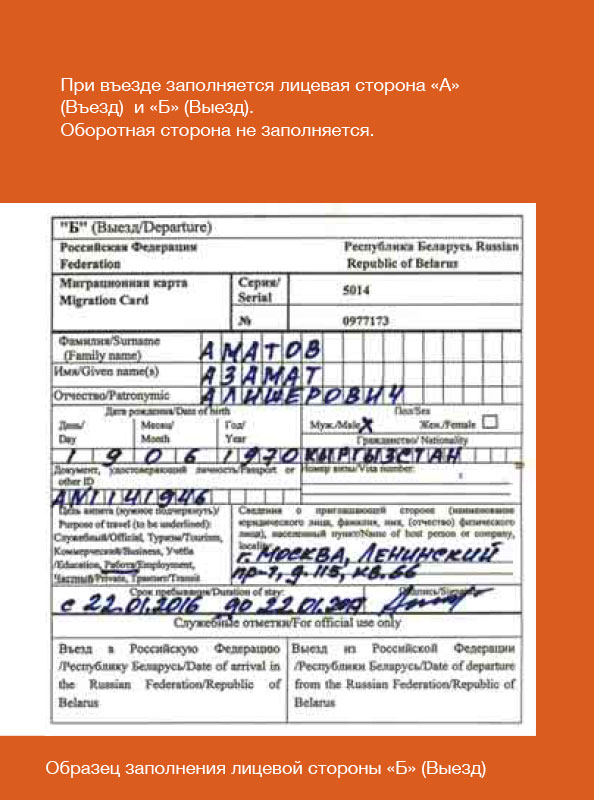 При въезде заполняется лицевая сторона «А»
(Въезд) и «Б» (Выезд).
Оборотная сторона не заполняется.
"Б" (Выезд/Departure)
Российская Федерация Республика Беларусь Russian
Federation Republic of Belarus
Миграционная карта Серия/ 5014
Migration Card Serial
№ 0977173
Фамилия/Surname
(Family name) АМАТОВ
Имя/Given name(s) АЗАМАТ
Отчество/Patronymic АЛИШЕРОВИЧ
Дата рождения/Date of birth Пол/Sex
День/ Месяц/ Год/ Муж./Male X Жен./Female
Day Month Year Гражданство/ Nationality
19 06 1970 КЫРГЫЗСТАН
Документ, удостоверяющий личность/Passport or Номер визы/Visa number:
other ID
AN1141946
Цель визита (нужное подчеркнуть)/ Сведения о приглашающей стороне (наименование
Purpose of travel (to be underlined): юридического лица, фамилия, имя, (отчество) физического
Служебный/Official, Туризм/Tourism, лица), населенный пункт/Name of host person or company,
Коммерческий/Business, Учеба locality:
/Education, Работа/Employment, г. МОСКВА, ЛЕНИНСКИЙ
Частный/Private, Транзит/Transit пр-т, д. 115, кв. 66
Срок пребывания/Duration of stay: Подпись/Signature
с 22.01.2016 до 22.01.2017
Служебные отметки/For official use only
Въезд в Российскую Федерацию Выезд из Российской Федерации
/Республику Беларусь/Date of arrival in /Республики Беларусь/Date of departure
the Russian Federation/Republic of from the Russian Federation/Republic of
Belarus Belarus
Образец заполнения лицевой стороны «Б» (Выезд)